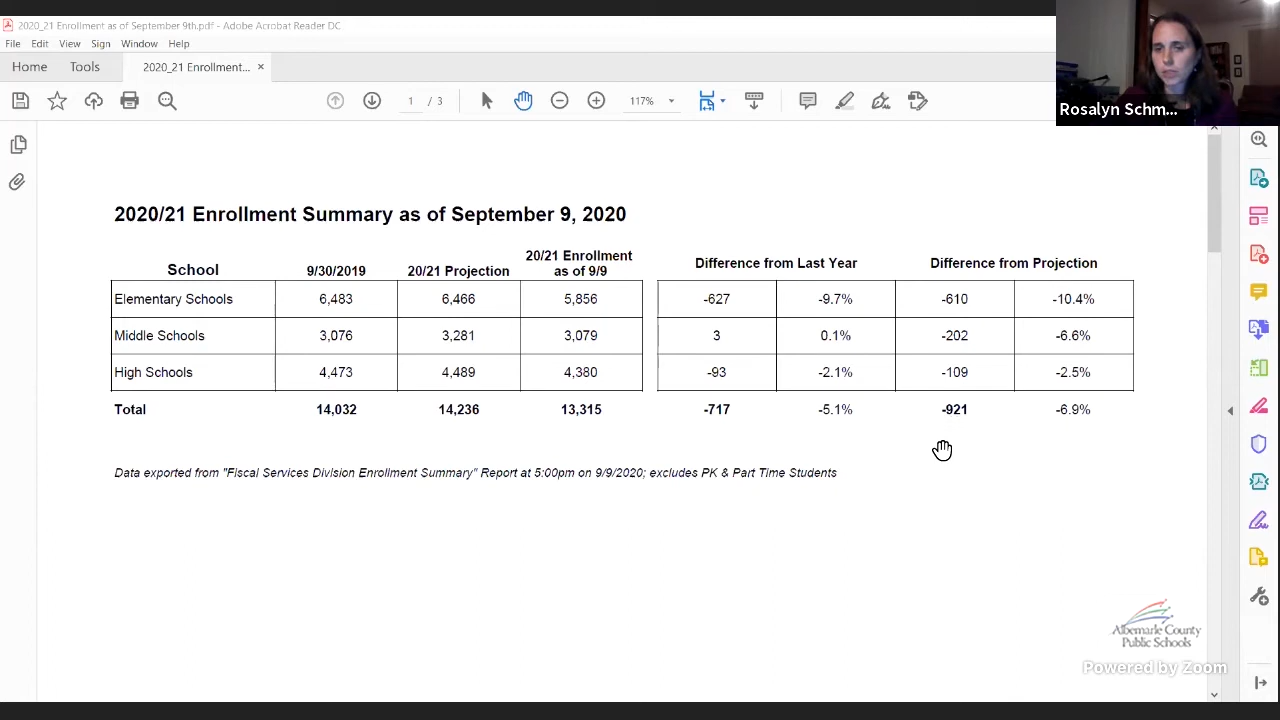 2020_21 Enrollment as of September 9th.pdf - Adobe Acrobat Reader DC
File Edit View Sign Window Help
Home Tools 2020_21 Enrollment... ×
1 / 3 117%
Rosalyn Schm...
2020/21 Enrollment Summary as of September 9, 2020
School 9/30/2019 20/21 Projection 20/21 Enrollment as of 9/9 Difference from Last Year Difference from Projection
Elementary Schools 6,483 6,466 5,856 -627 -9.7% -610 -10.4%
Middle Schools 3,076 3,281 3,079 3 0.1% -202 -6.6%
High Schools 4,473 4,489 4,380 -93 -2.1% -109 -2.5%
Total 14,032 14,236 13,315 -717 -5.1% -921 -6.9%
Data exported from "Fiscal Services Division Enrollment Summary" Report at 5:00pm on 9/9/2020; excludes PK & Part Time Students
Albemarle County
Public Schools
Powered by Zoom